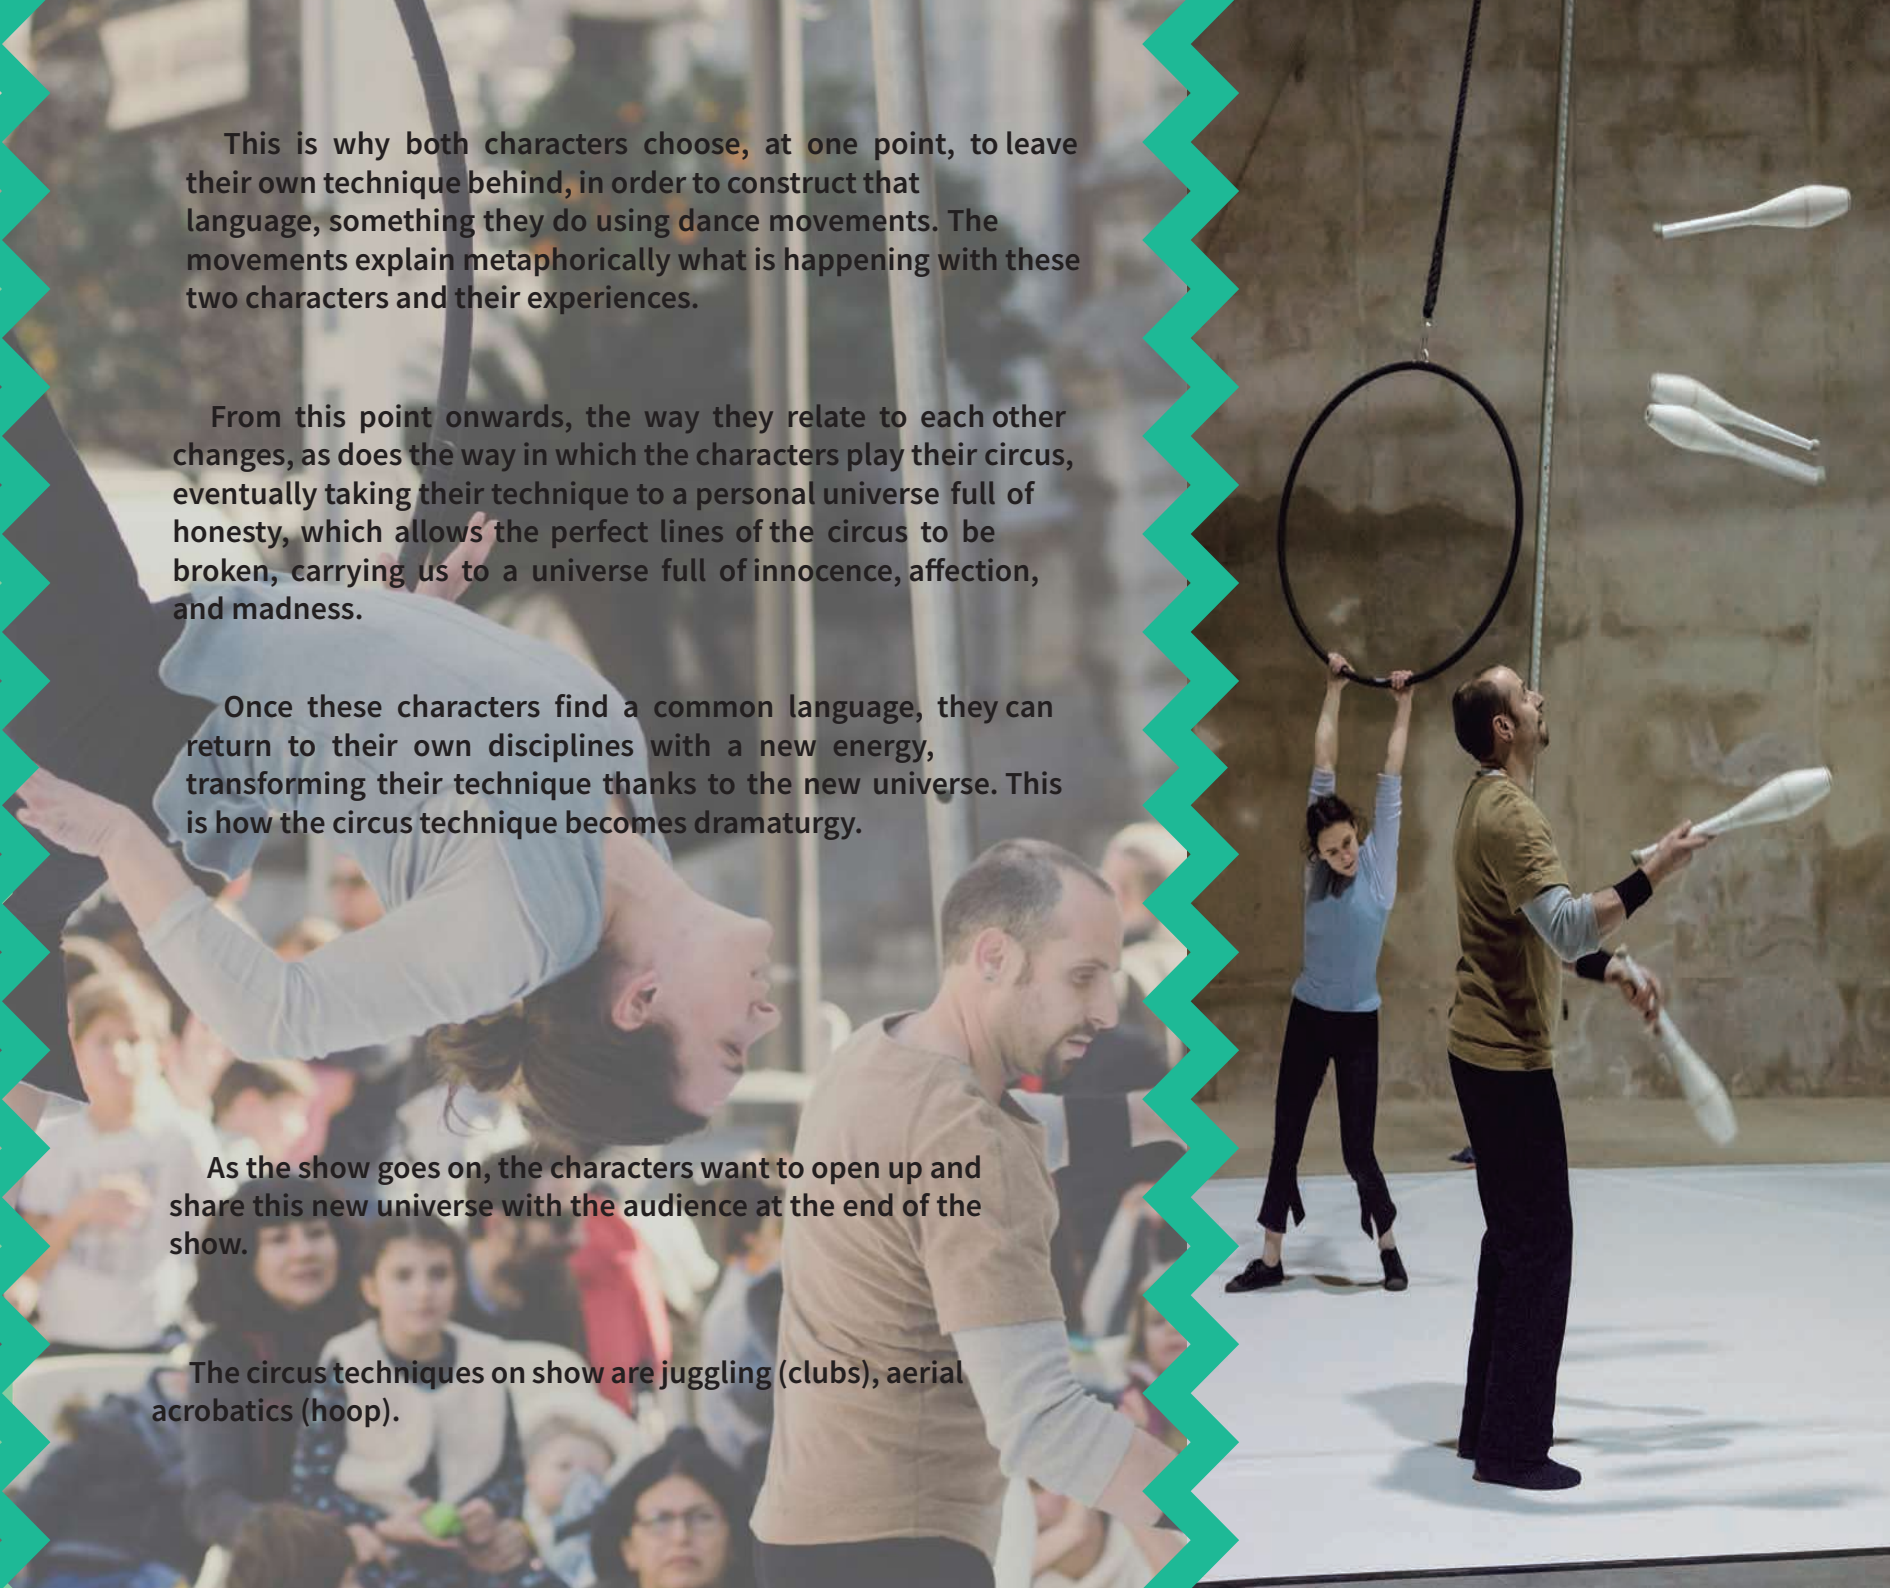 This is why both characters choose, at one point, to leave
their own technique behind, in order to construct that
language, something they do using dance movements. The
movements explain metaphorically what is happening with these
two characters and their experiences.
From this point onwards, the way they relate to each other
changes, as does the way in which the characters play their circus,
eventually taking their technique to a personal universe full of
honesty, which allows the perfect lines of the circus to be
broken, carrying us to a universe full of innocence, affection,
and madness.
Once these characters find a common language, they can
return to their own disciplines with a new energy,
transforming their technique thanks to the new universe. This
is how the circus technique becomes dramaturgy.
As the show goes on, the characters want to open up and
share this new universe with the audience at the end of the
show.
The circus techniques on show are juggling (clubs), aerial
acrobatics (hoop).